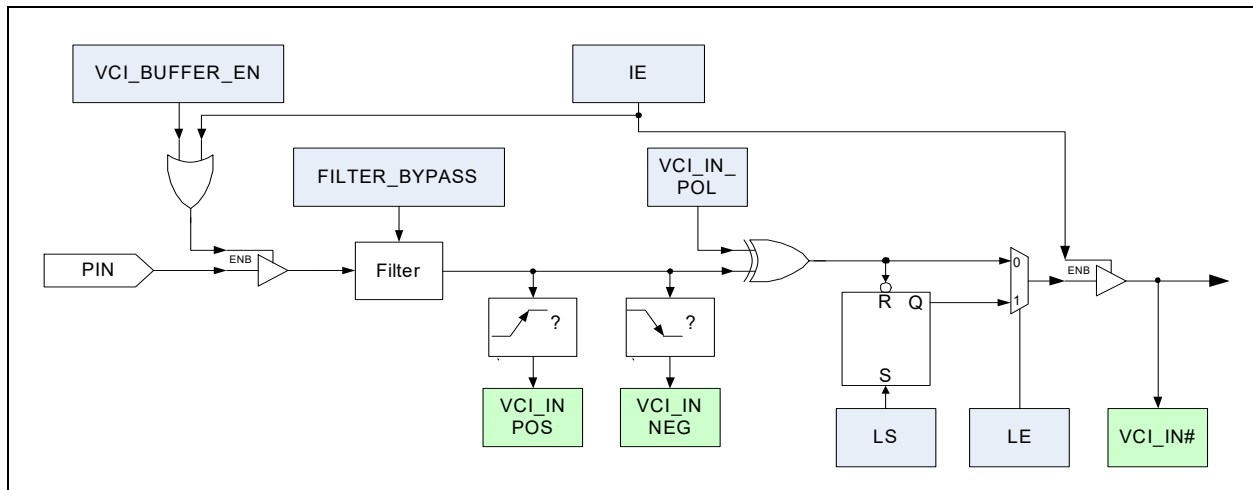 VCI_BUFFER_EN
IE
FILTER_BYPASS
VCI_IN_
POL
ENB
PIN
Filter
0
ENB
1
R
Q
?
?
S
VCI_IN
POS
VCI_IN
NEG
LS
LE
VCI_IN#